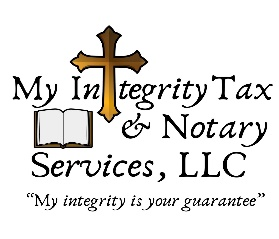 My Integrity Tax
& Notary
Services, LLC
“My integrity is your guarantee”